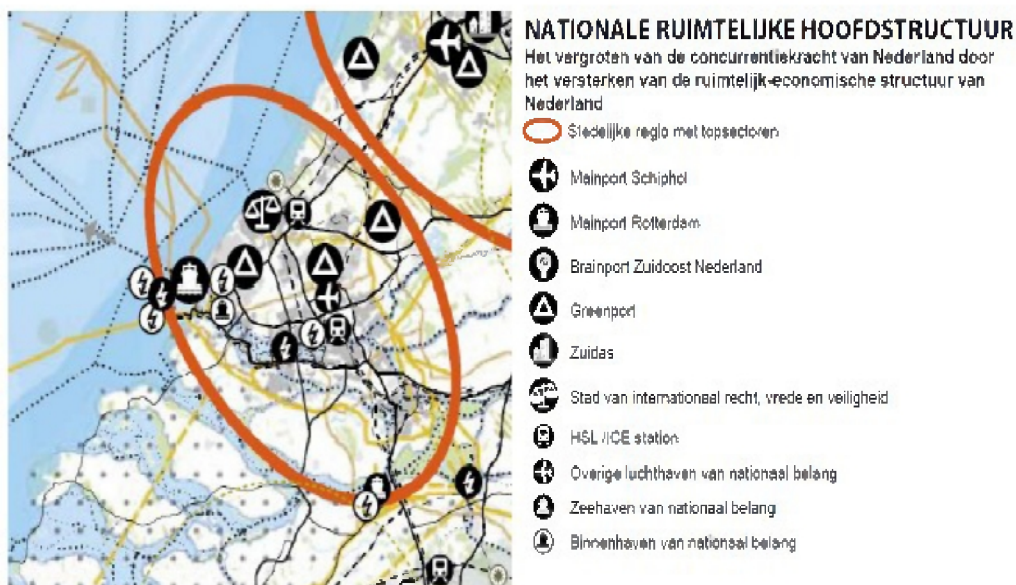 NATIONALE RUIMTELIJKE HOOFDSTRUCTUUR
Het vergroten van de concurrentiekracht van Nederland door
het versterken van de ruimtelijk-economische structuur van
Nederland
Stedelijke regio met topsectoren
Mainport Schiphol
Mainport Rotterdam
Brainport Zuidoost Nederland
Greenport
Zuidas
Stad van internationaal recht, vrede en veiligheid
HSL /ICE station
Overige luchthaven van nationaal belang
Zeehaven van nationaal belang
Binnenhaven van nationaal belang